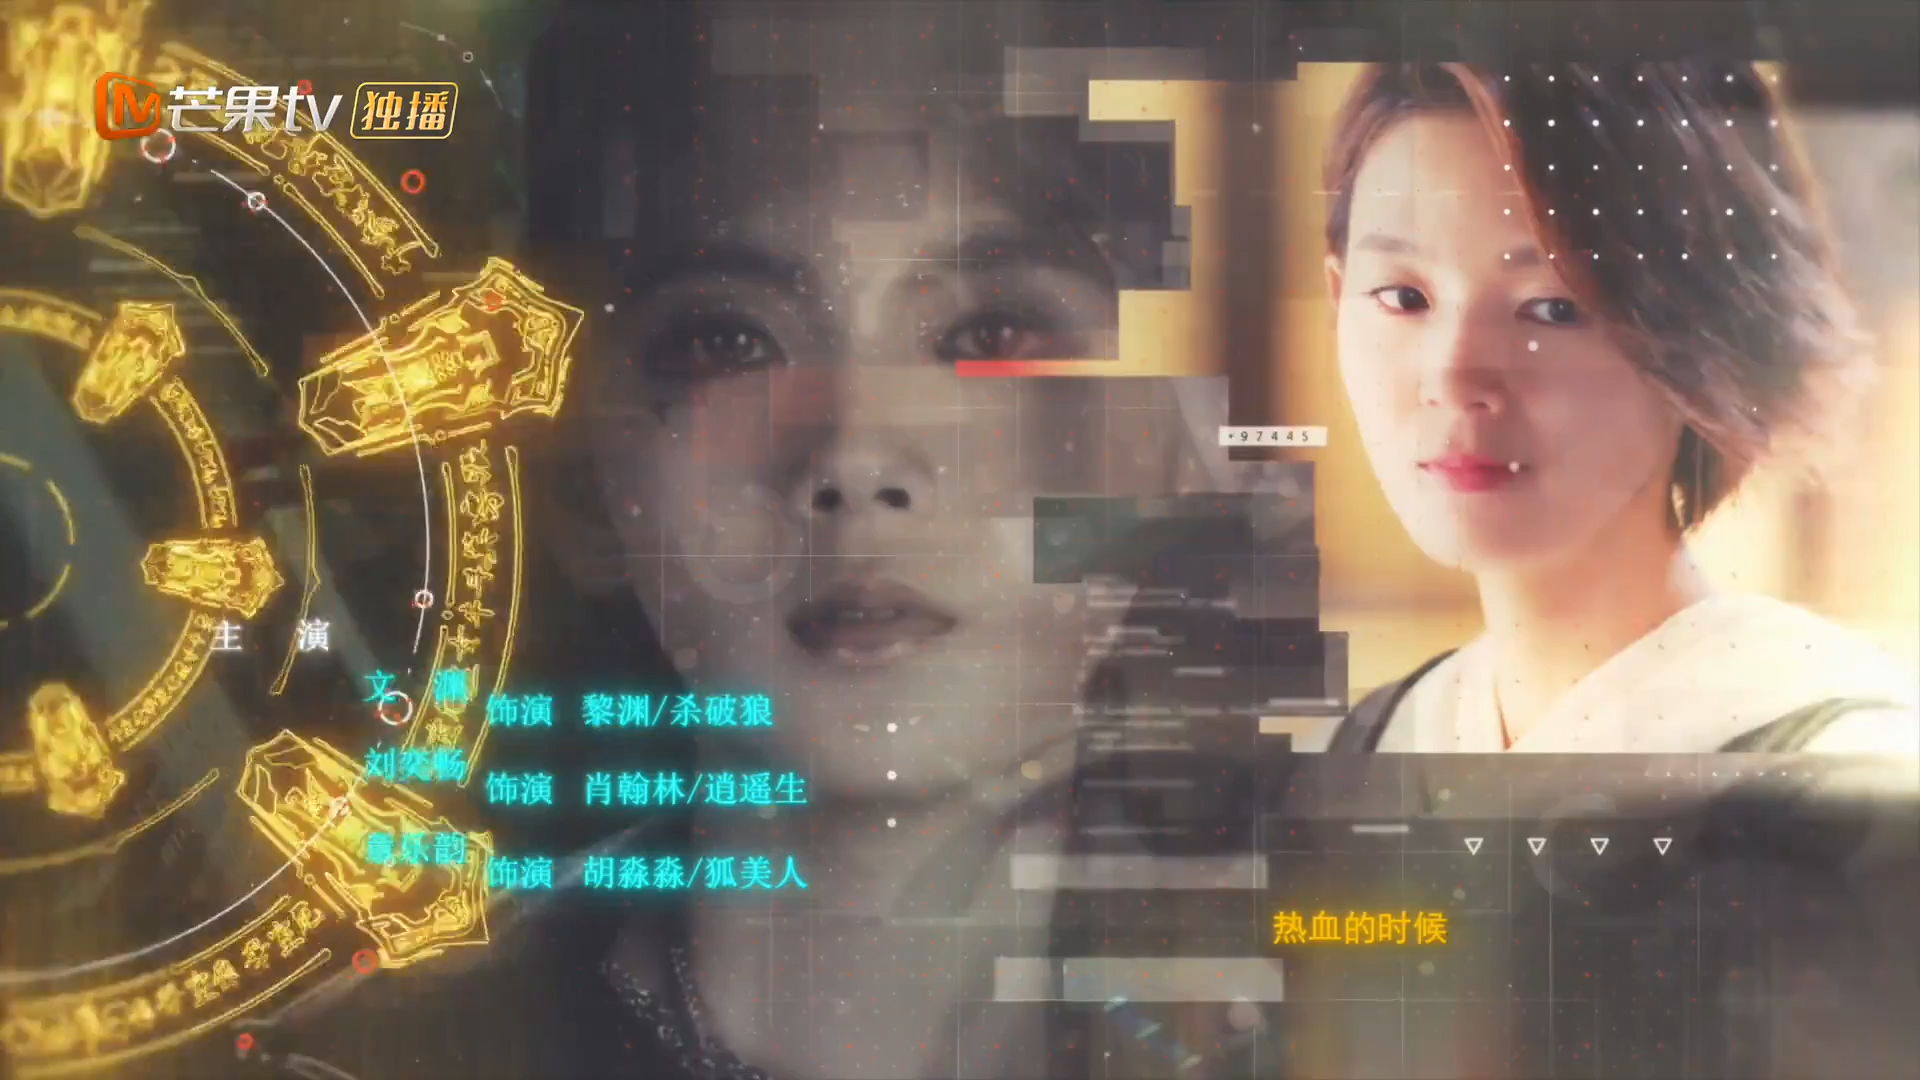 芒果tv 独播
97445
主 演
文 渊 饰演 黎渊/杀破狼
刘奕畅 饰演 肖翰林/逍遥生
饰演 胡淼淼/狐美人
热血的时候